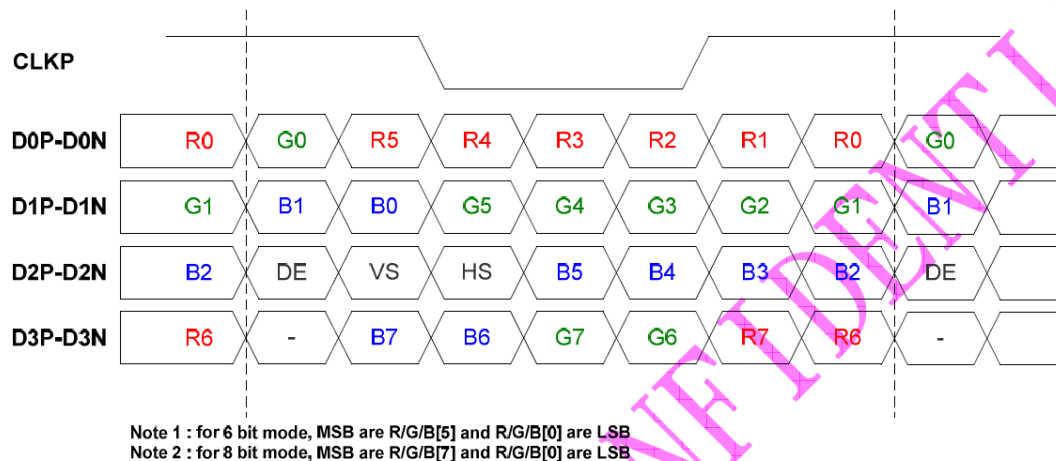 CLKP
D0P-D0N R0 G0 R5 R4 R3 R2 R1 R0 G0
D1P-D1N G1 B1 B0 G5 G4 G3 G2 G1 B1
D2P-D2N B2 DE VS HS B5 B4 B3 B2 DE
D3P-D3N R6 - B7 B6 G7 G6 R7 R6 -
Note 1 : for 6 bit mode, MSB are R/G/B[5] and R/G/B[0] are LSB
Note 2 : for 8 bit mode, MSB are R/G/B[7] and R/G/B[0] are LSB
NFIDENTI